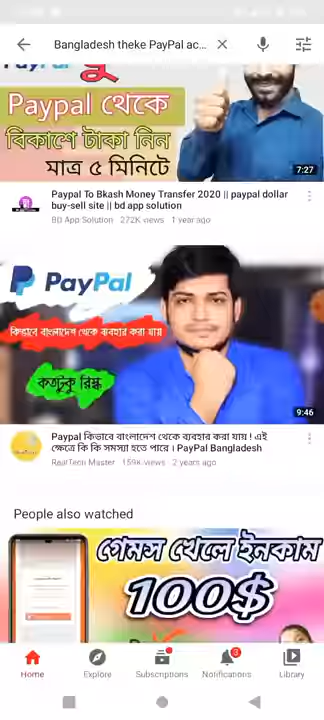 Bangladesh theke PayPal ac...
Paypal থেকে
বিকাশে টাকা নিন
মাত্র ৫ মিনিটে
7:27
Paypal To Bkash Money Transfer 2020 || paypal dollar
buy-sell site || bd app solution
BD App Solution 272K views 1 year ago
PayPal
কিভাবে বাংলাদেশ থেকে ব্যবহার করা যায়
কতটুকু রিস্ক
9:46
Paypal কিভাবে বাংলাদেশ থেকে ব্যবহার করা যায় ! এই
ক্ষেত্রে কি কি সমস্যা হতে পারে । PayPal Bangladesh
RealTech Master 159K views 2 years ago
People also watched
গেমস খেলে ইনকাম
100$
3
Home
Explore
Subscriptions
Notifications
Library